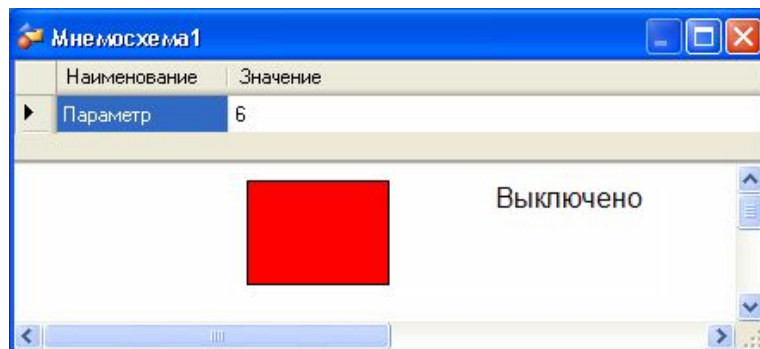 Мнемосхема1
Наименование Значение
Параметр 6
Выключено